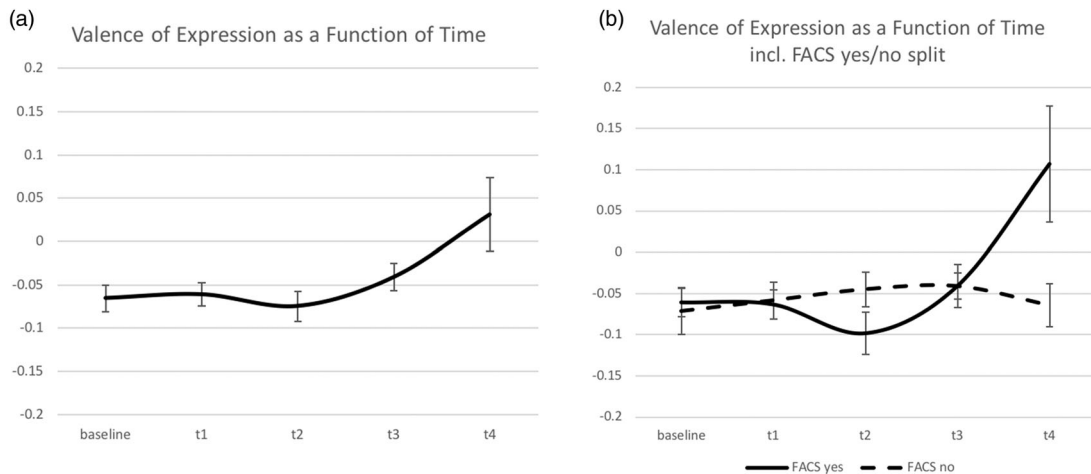 (a)
Valence of Expression as a Function of Time
0.2
0.15
0.1
0.05
0
-0.05
-0.1
-0.15
-0.2
baseline t1 t2 t3 t4
(b)
Valence of Expression as a Function of Time
incl. FACS yes/no split
0.2
0.15
0.1
0.05
0
-0.05
-0.1
-0.15
-0.2
baseline t1 t2 t3 t4
FACS yes FACS no